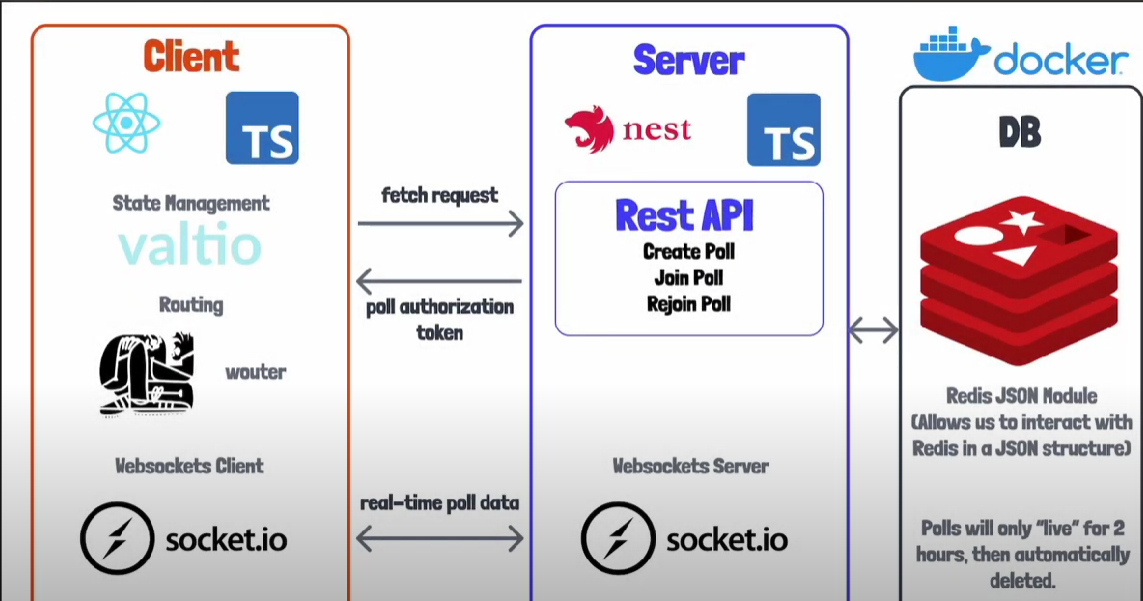 Client
TS
State Management
valtio
Routing
wouter
Websockets Client
socket.io
fetch request
poll authorization
token
real-time poll data
Server
nest
TS
Rest API
Create Poll
Join Poll
Rejoin Poll
Websockets Server
socket.io
docker
DB
Redis JSON Module
(Allows us to interact with
Redis in a JSON structure)
Polls will only "live" for 2
hours, then automatically
deleted.